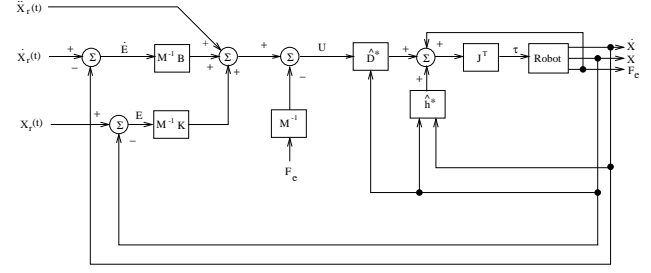 Ẍr(t)
Ẋr(t) + Σ − Ė M⁻¹ B + + Σ + + + Σ − U D̂* + Σ + + + Jᵀ τ Robot Ẋ
X
Fe
Xr(t) + Σ − E M⁻¹ K
M⁻¹
ĥ*
Fe